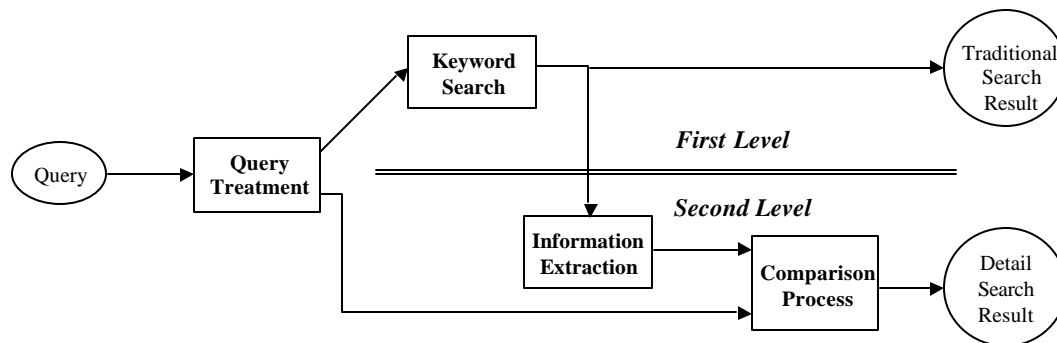 Keyword
Search
Traditional
Search
Result
First Level
Query
Query
Treatment
Second Level
Information
Extraction
Comparison
Process
Detail
Search
Result